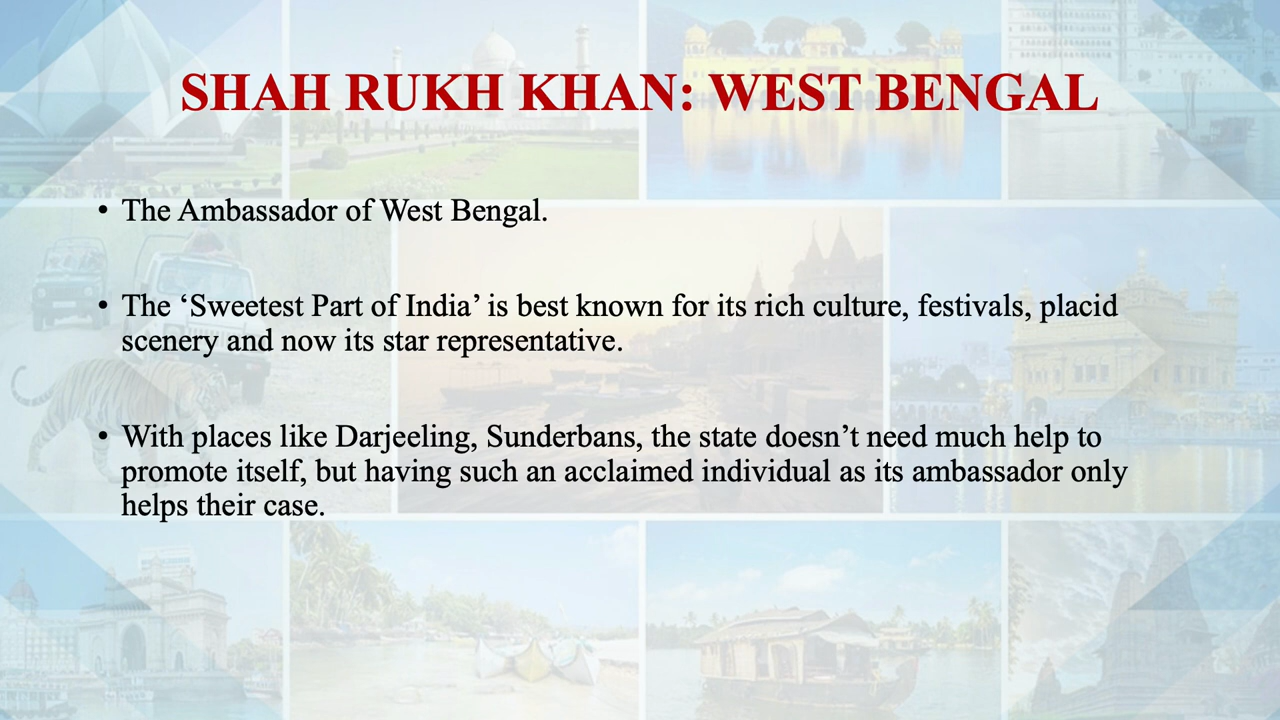 SHAH RUKH KHAN: WEST BENGAL
• The Ambassador of West Bengal.
• The ‘Sweetest Part of India’ is best known for its rich culture, festivals, placid
scenery and now its star representative.
• With places like Darjeeling, Sunderbans, the state doesn’t need much help to
promote itself, but having such an acclaimed individual as its ambassador only
helps their case.